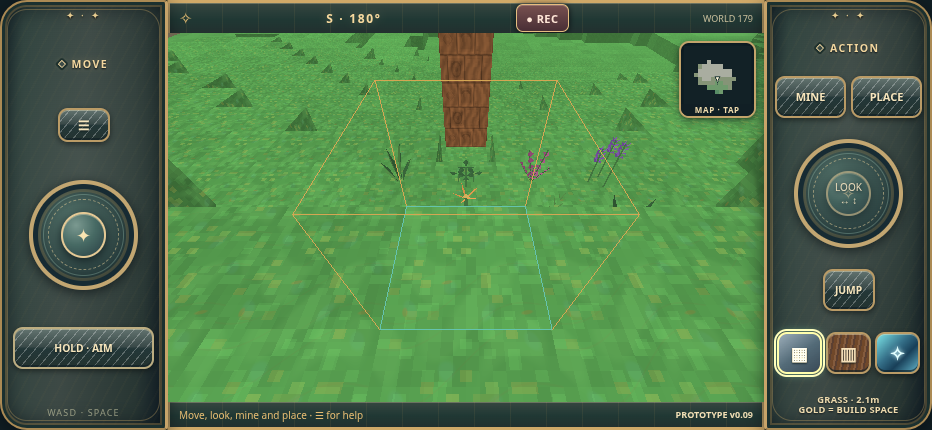 MOVE
HOLD · AIM
WASD · SPACE
S · 180°
● REC
WORLD 179
MAP · TAP
Move, look, mine and place · ☰ for help
PROTOTYPE v0.09
ACTION
MINE
PLACE
LOOK
↔ ↕
JUMP
GRASS · 2.1m
GOLD = BUILD SPACE